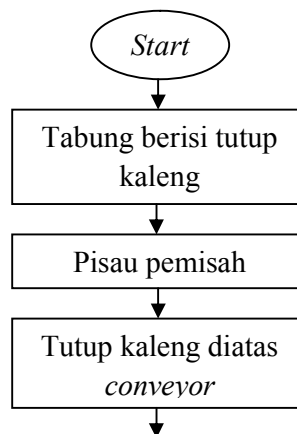 Start
Tabung berisi tutup
kaleng
Pisau pemisah
Tutup kaleng diatas
conveyor